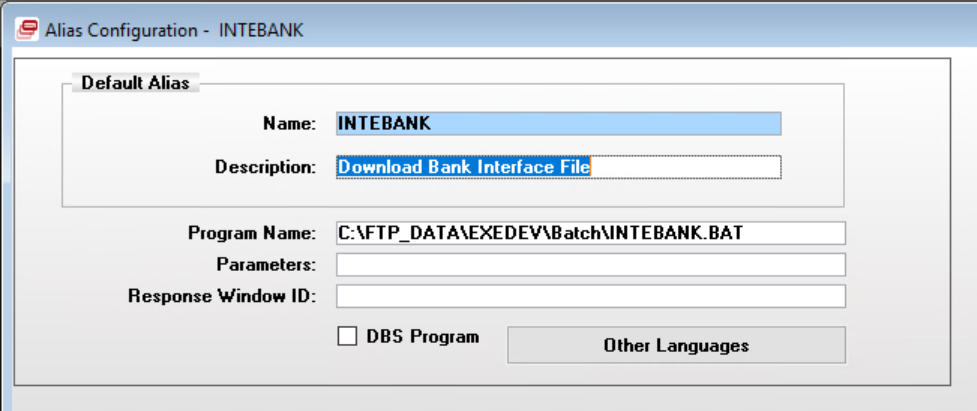 Alias Configuration - INTEBANK
Default Alias
Name: INTEBANK
Description: Download Bank Interface File
Program Name: C:\FTP_DATA\EXEDEV\Batch\INTEBANK.BAT
Parameters:
Response Window ID:
DBS Program
Other Languages